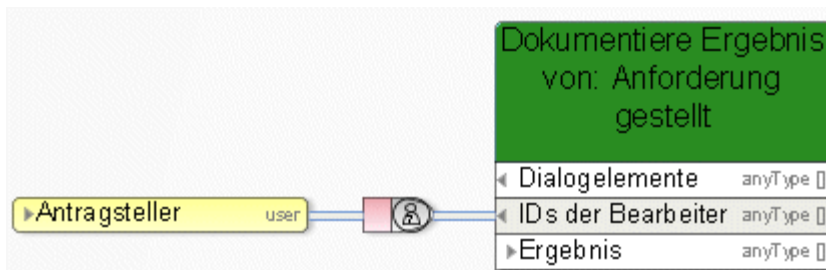 Dokumentiere Ergebnis
von: Anforderung
gestellt
Dialogelemente anyType []
Antragsteller user
IDs der Bearbeiter anyType []
Ergebnis anyType []